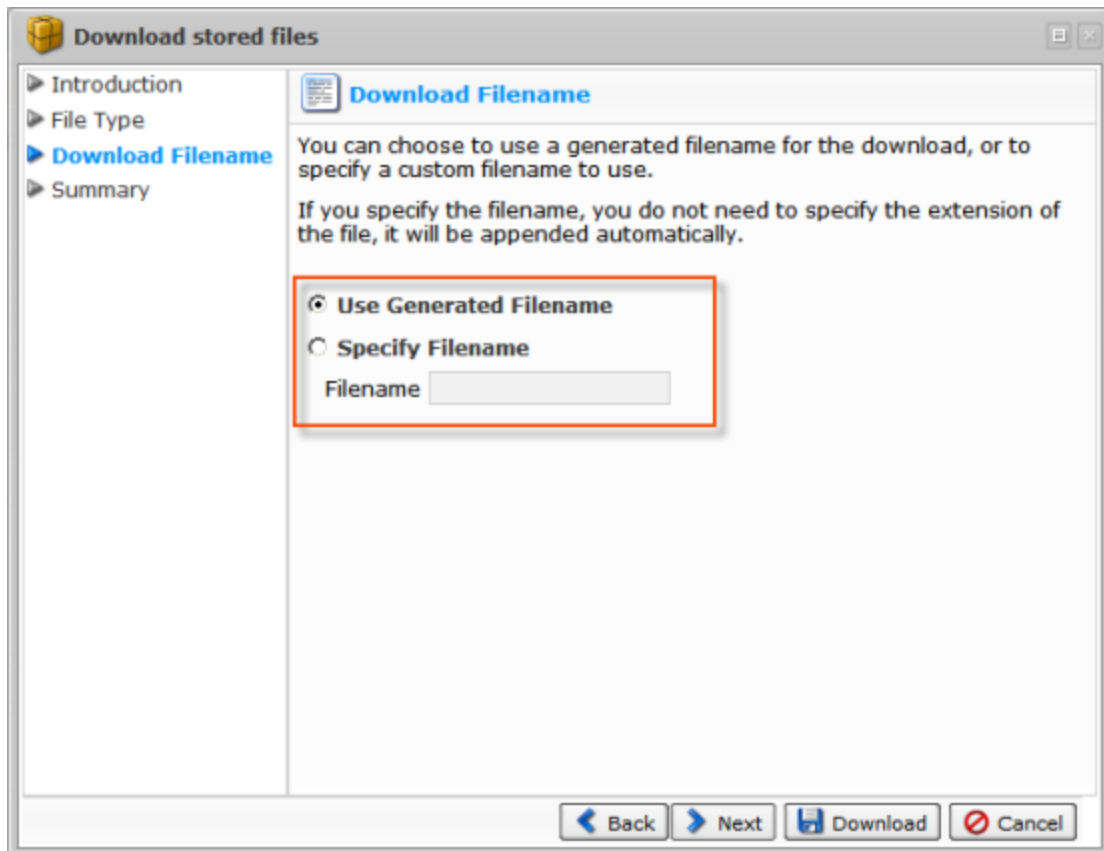 Download stored files
Introduction
File Type
Download Filename
Summary
Download Filename
You can choose to use a generated filename for the download, or to
specify a custom filename to use.
If you specify the filename, you do not need to specify the extension of
the file, it will be appended automatically.
Use Generated Filename
Specify Filename
Filename
Back Next Download Cancel